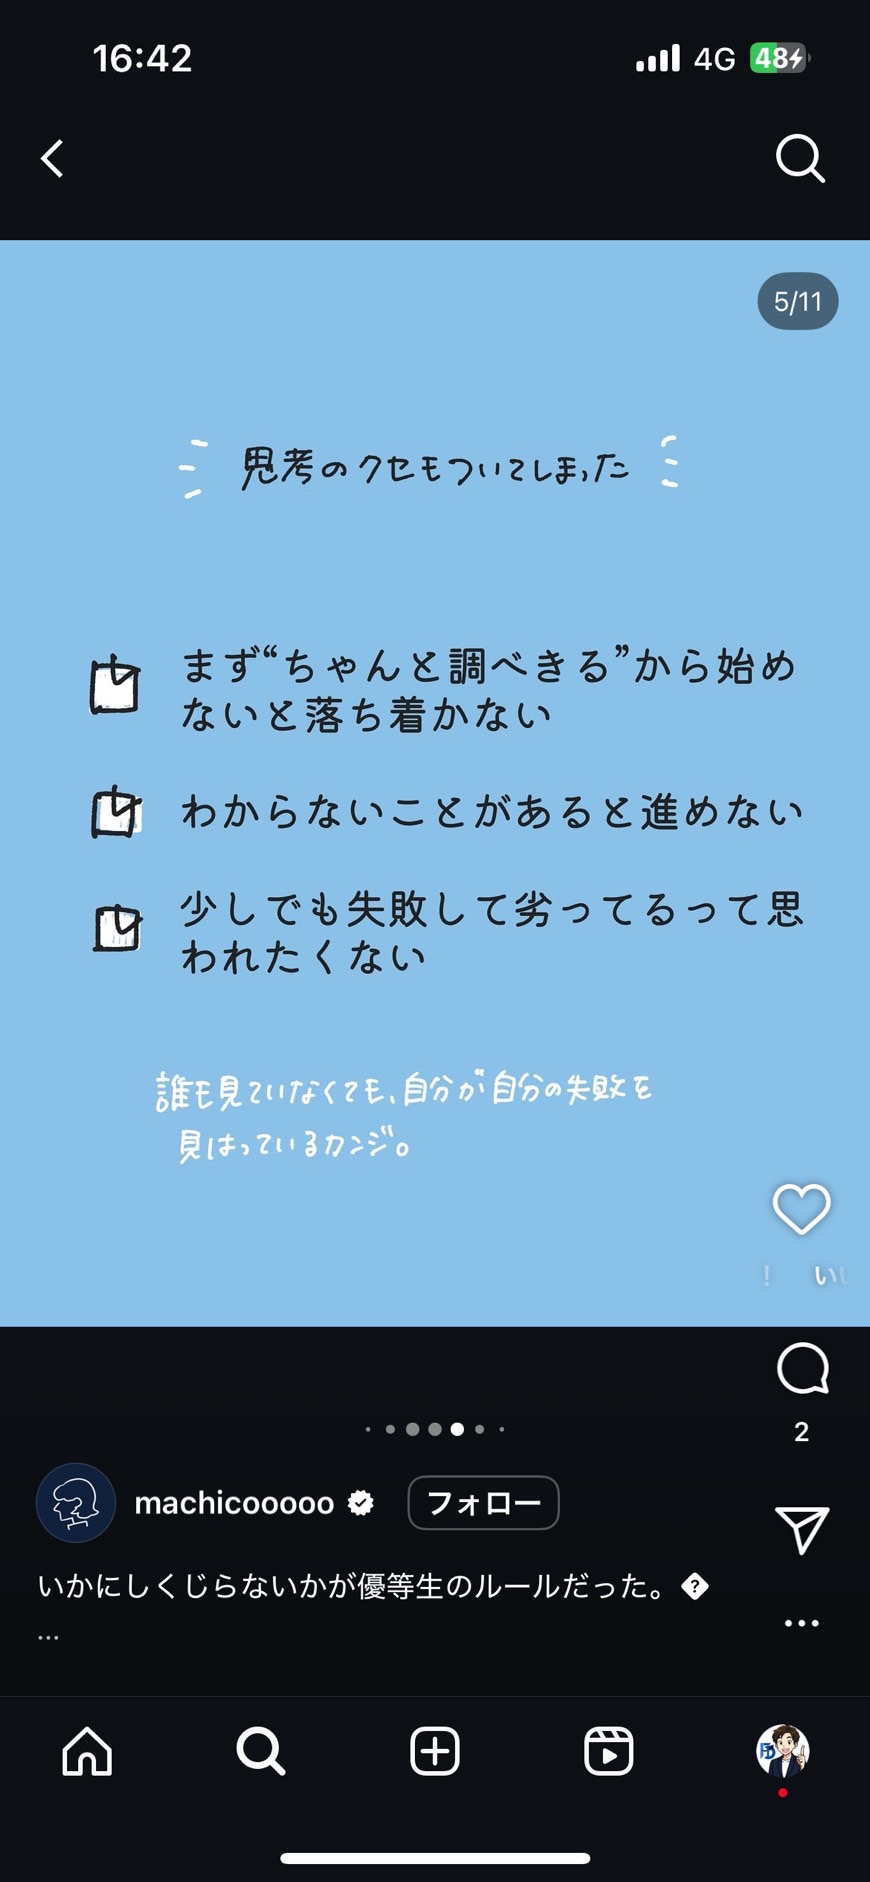 16:42
4G
48
5/11
思考のクセもついてしまった
まず“ちゃんと調べきる”から始め
ないと落ち着かない
わからないことがあると進めない
少しでも失敗して劣ってるって思
われたくない
誰も見ていなくても、自分が自分の失敗を
見はっているカンジ。
! い
2
machicooooo
フォロー
いかにしくじらないかが優等生のルールだった。
...